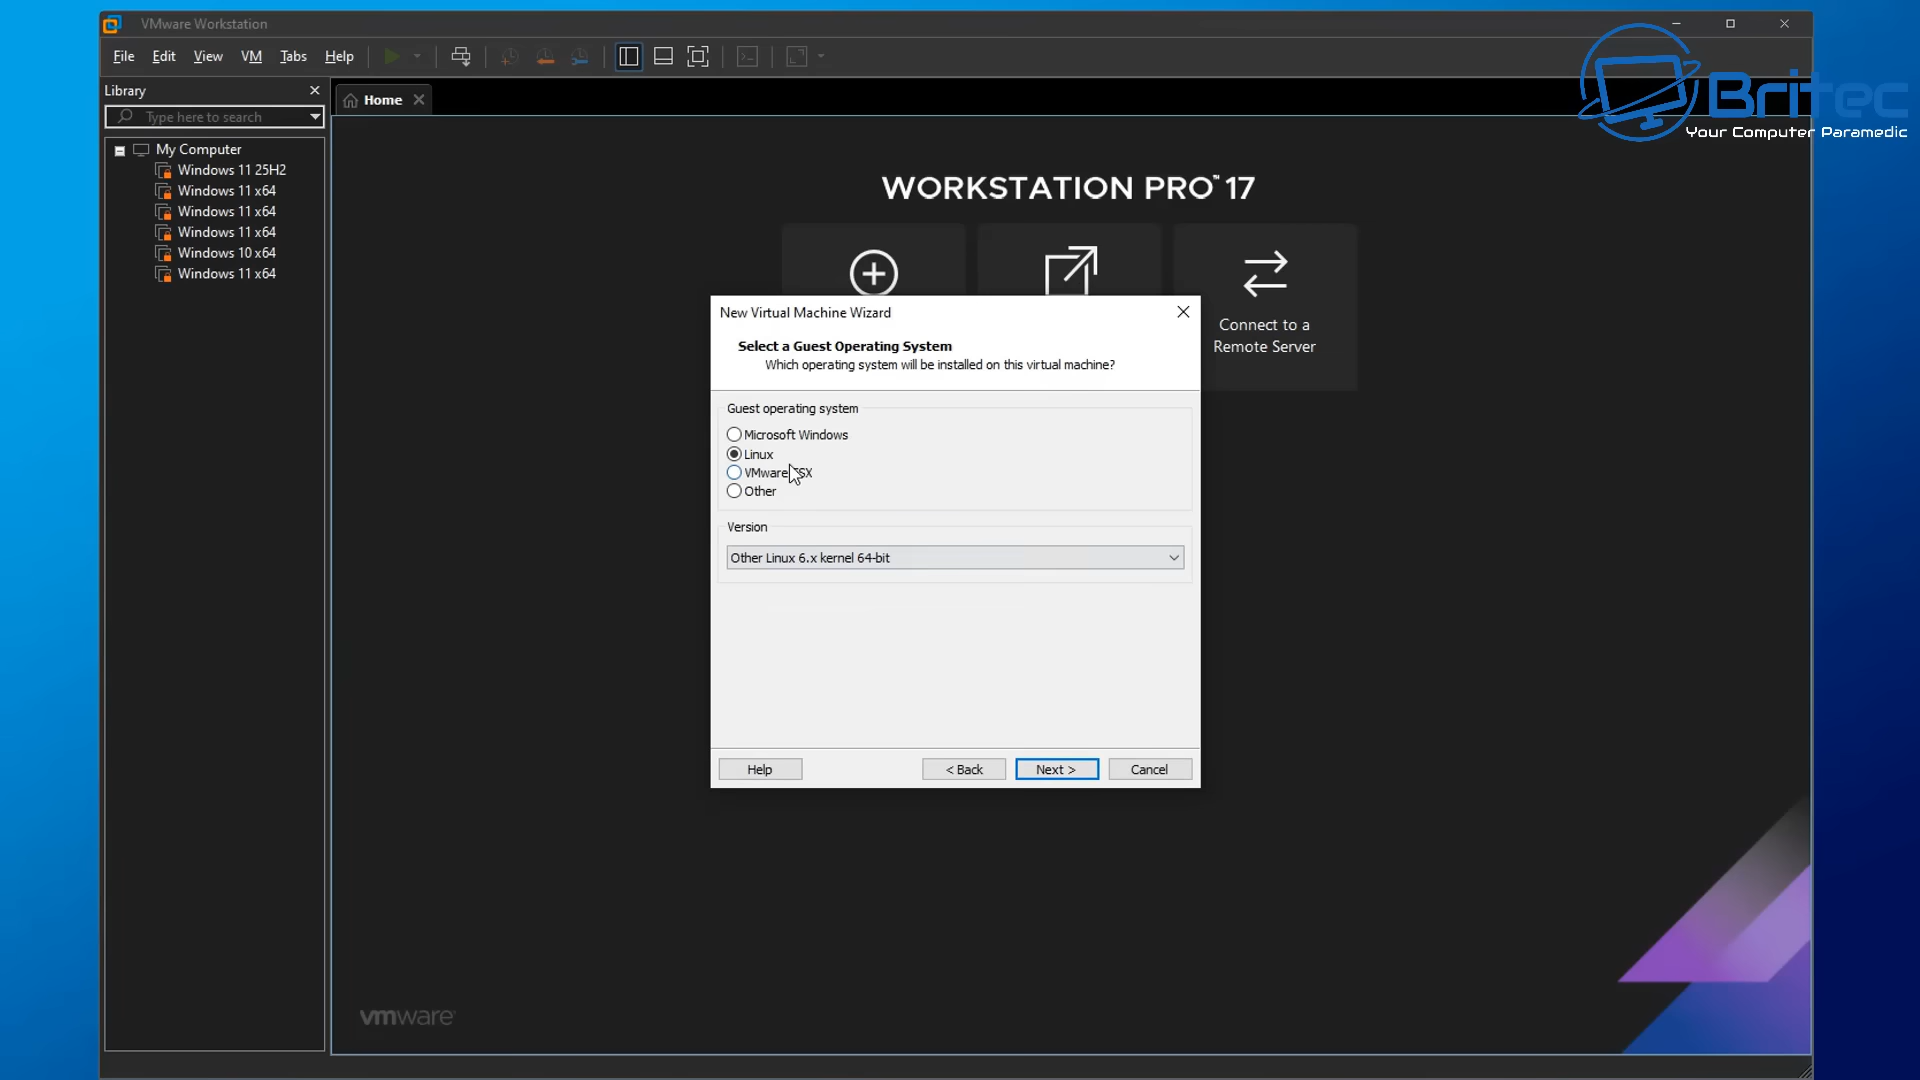 VMware Workstation
File Edit View VM Tabs Help
Library
Type here to search
Home
My Computer
Windows 11 25H2
Windows 11 x64
Windows 11 x64
Windows 11 x64
Windows 10 x64
Windows 11 x64
Britec
Your Computer Paramedic
WORKSTATION PRO™ 17
Connect to a
Remote Server
New Virtual Machine Wizard
Select a Guest Operating System
Which operating system will be installed on this virtual machine?
Guest operating system
Microsoft Windows
Linux
VMware ESX
Other
Version
Other Linux 6.x kernel 64-bit
Help < Back Next > Cancel
vmware